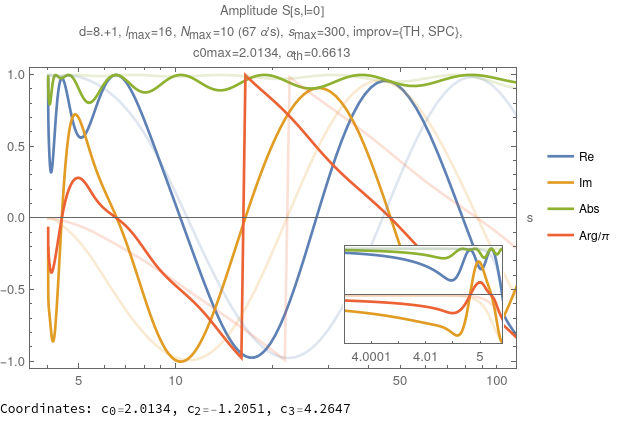 Amplitude S[s,l=0]
d=8.+1, lmax=16, Nmax=10 (67 α's), smax=300, improv={TH, SPC},
c0max=2.0134, αth=0.6613
1.0
0.5
0.0
−0.5
−1.0
5
10
50
100
s
4.0001
4.01
5
Re
Im
Abs
Arg/π
Coordinates: c0=2.0134, c2=-1.2051, c3=4.2647